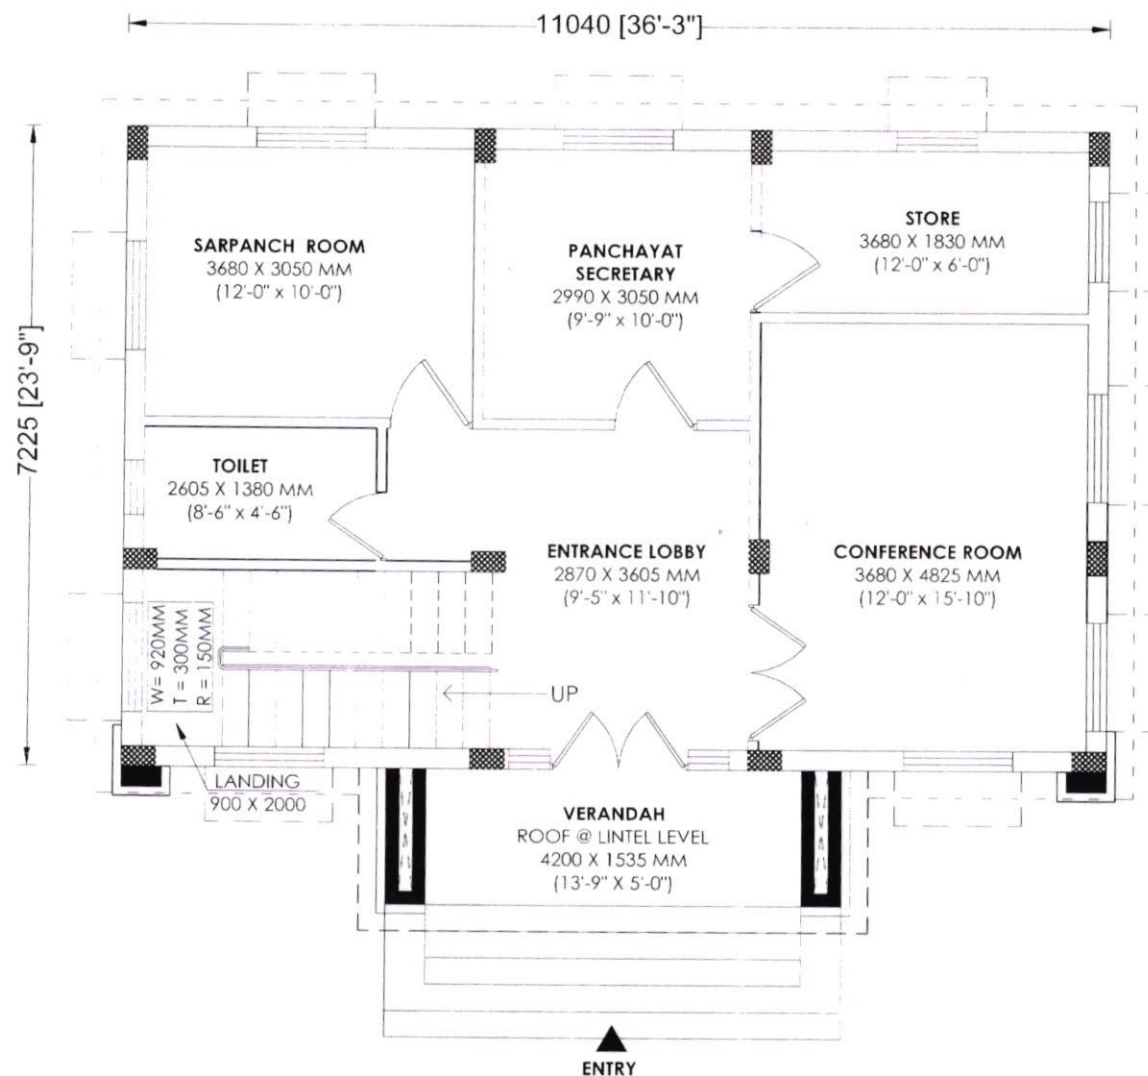 11040 [36'-3"]
7225 [23'-9"]
SARPANCH ROOM
3680 X 3050 MM
(12'-0" x 10'-0")
PANCHAYAT
SECRETARY
2990 X 3050 MM
(9'-9" x 10'-0")
STORE
3680 X 1830 MM
(12'-0" x 6'-0")
TOILET
2605 X 1380 MM
(8'-6" x 4'-6")
ENTRANCE LOBBY
2870 X 3605 MM
(9'-5" x 11'-10")
CONFERENCE ROOM
3680 X 4825 MM
(12'-0" x 15'-10")
W= 920MM
T = 300MM
R = 150MM
UP
LANDING
900 X 2000
VERANDAH
ROOF @ LINTEL LEVEL
4200 X 1535 MM
(13'-9" X 5'-0")
ENTRY